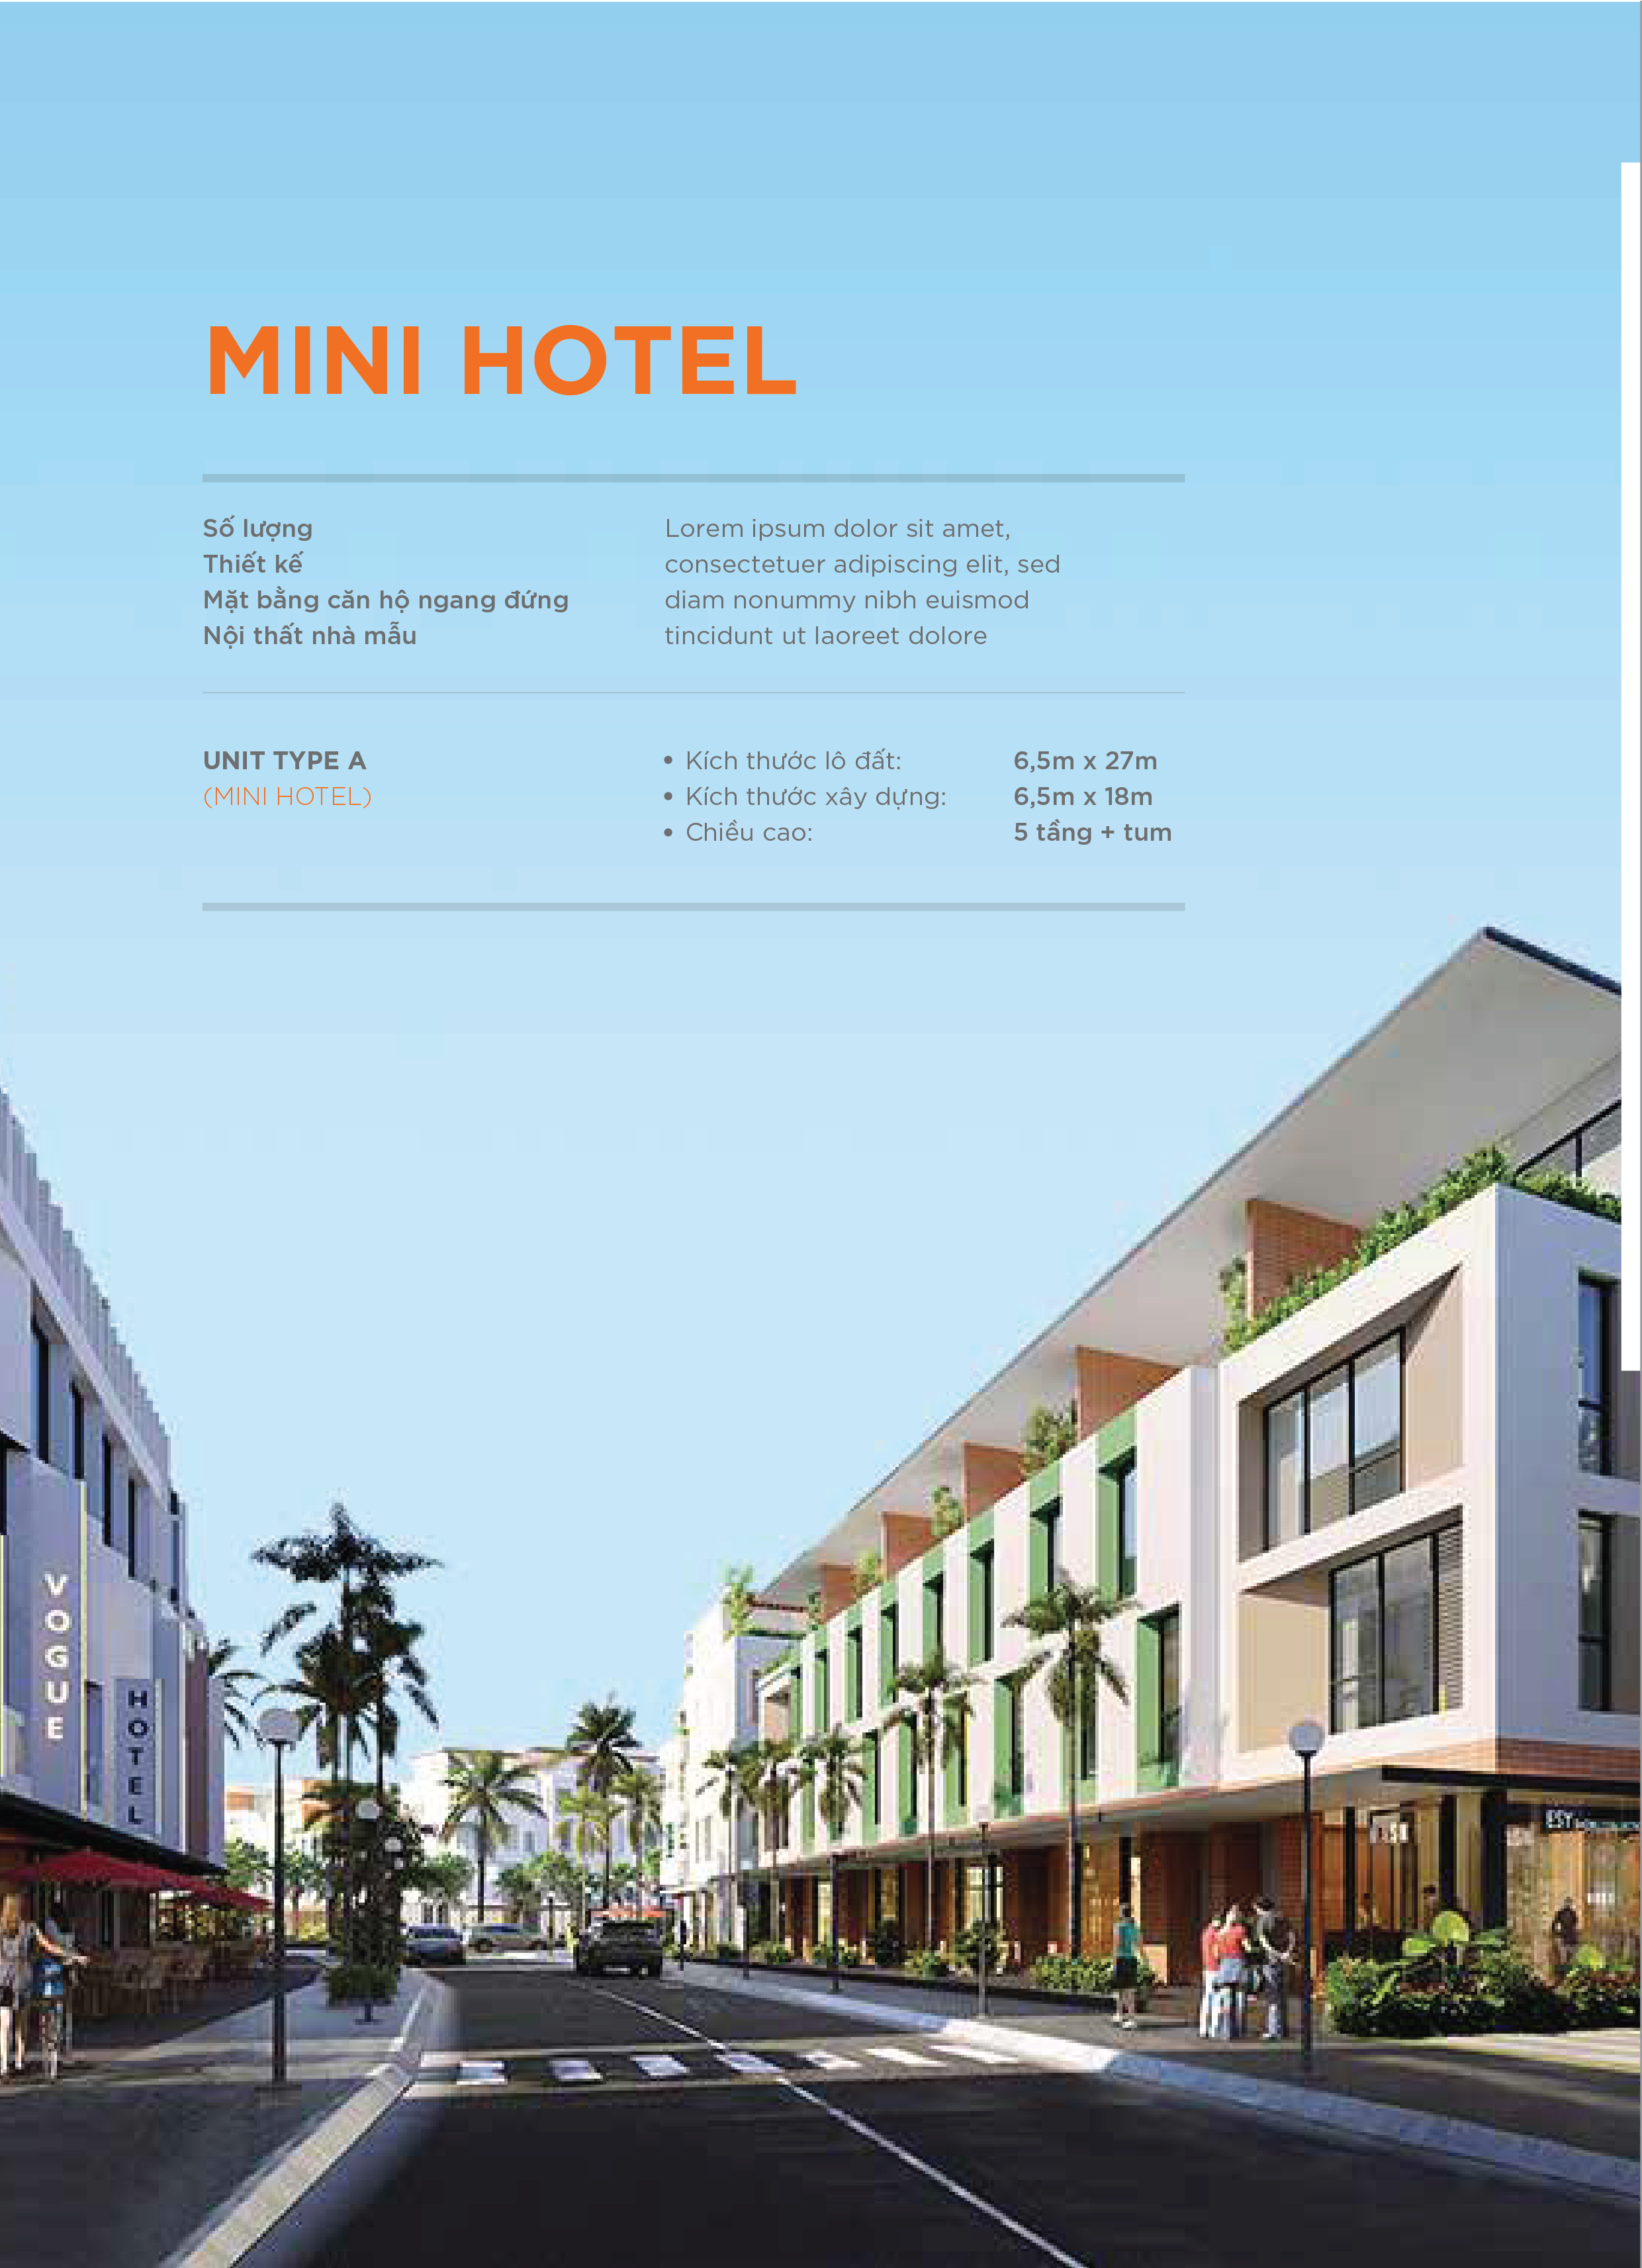 MINI HOTEL
Số lượng
Thiết kế
Mặt bằng căn hộ ngang đứng
Nội thất nhà mẫu
Lorem ipsum dolor sit amet,
consectetuer adipiscing elit, sed
diam nonummy nibh euismod
tincidunt ut laoreet dolore
UNIT TYPE A
(MINI HOTEL)
• Kích thước lô đất: 6,5m x 27m
• Kích thước xây dựng: 6,5m x 18m
• Chiều cao: 5 tầng + tum
VOGUE
HOTEL